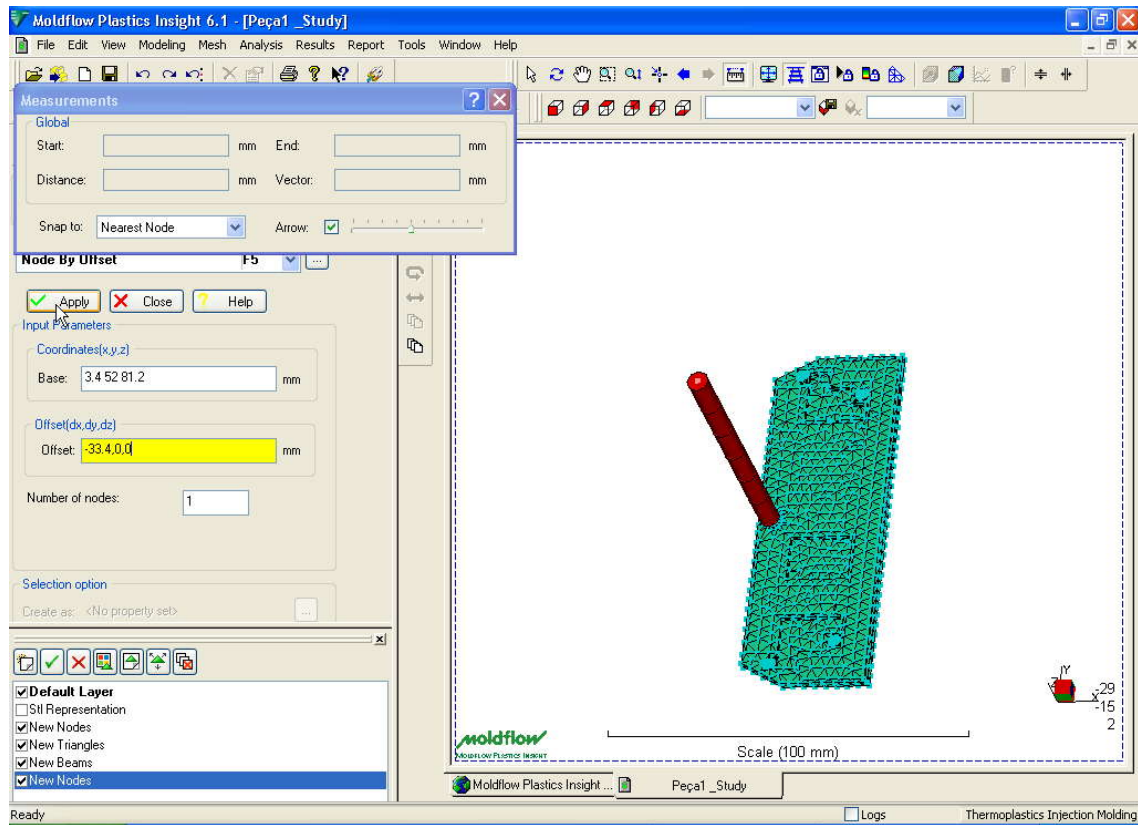 Moldflow Plastics Insight 6.1 - [Peça1 _Study]
File Edit View Modeling Mesh Analysis Results Report Tools Window Help
Measurements
Global
Start: mm End: mm
Distance: mm Vector: mm
Snap to: Nearest Node Arrow:
Node By Offset F5 ...
Apply Close ? Help
Input Parameters
Coordinates(x,y,z)
Base: 3.4 52 81.2 mm
Offset(dx,dy,dz)
Offset: -33.4,0,0 mm
Number of nodes: 1
Selection option
Create as: <No property set> ...
Default Layer
Stl Representation
New Nodes
New Triangles
New Beams
New Nodes
Y
Z X
-29
-15
2
moldflow
MOLDFLOW PLASTICS INSIGHT
Scale (100 mm)
Moldflow Plastics Insight ... Peça1 _Study
Ready Logs Thermoplastics Injection Molding